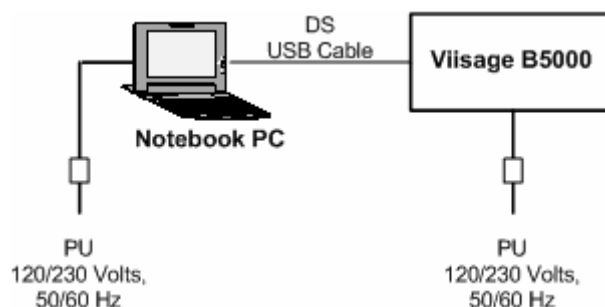 DS
USB Cable
Viisage B5000
Notebook PC
PU
120/230 Volts,
50/60 Hz
PU
120/230 Volts,
50/60 Hz